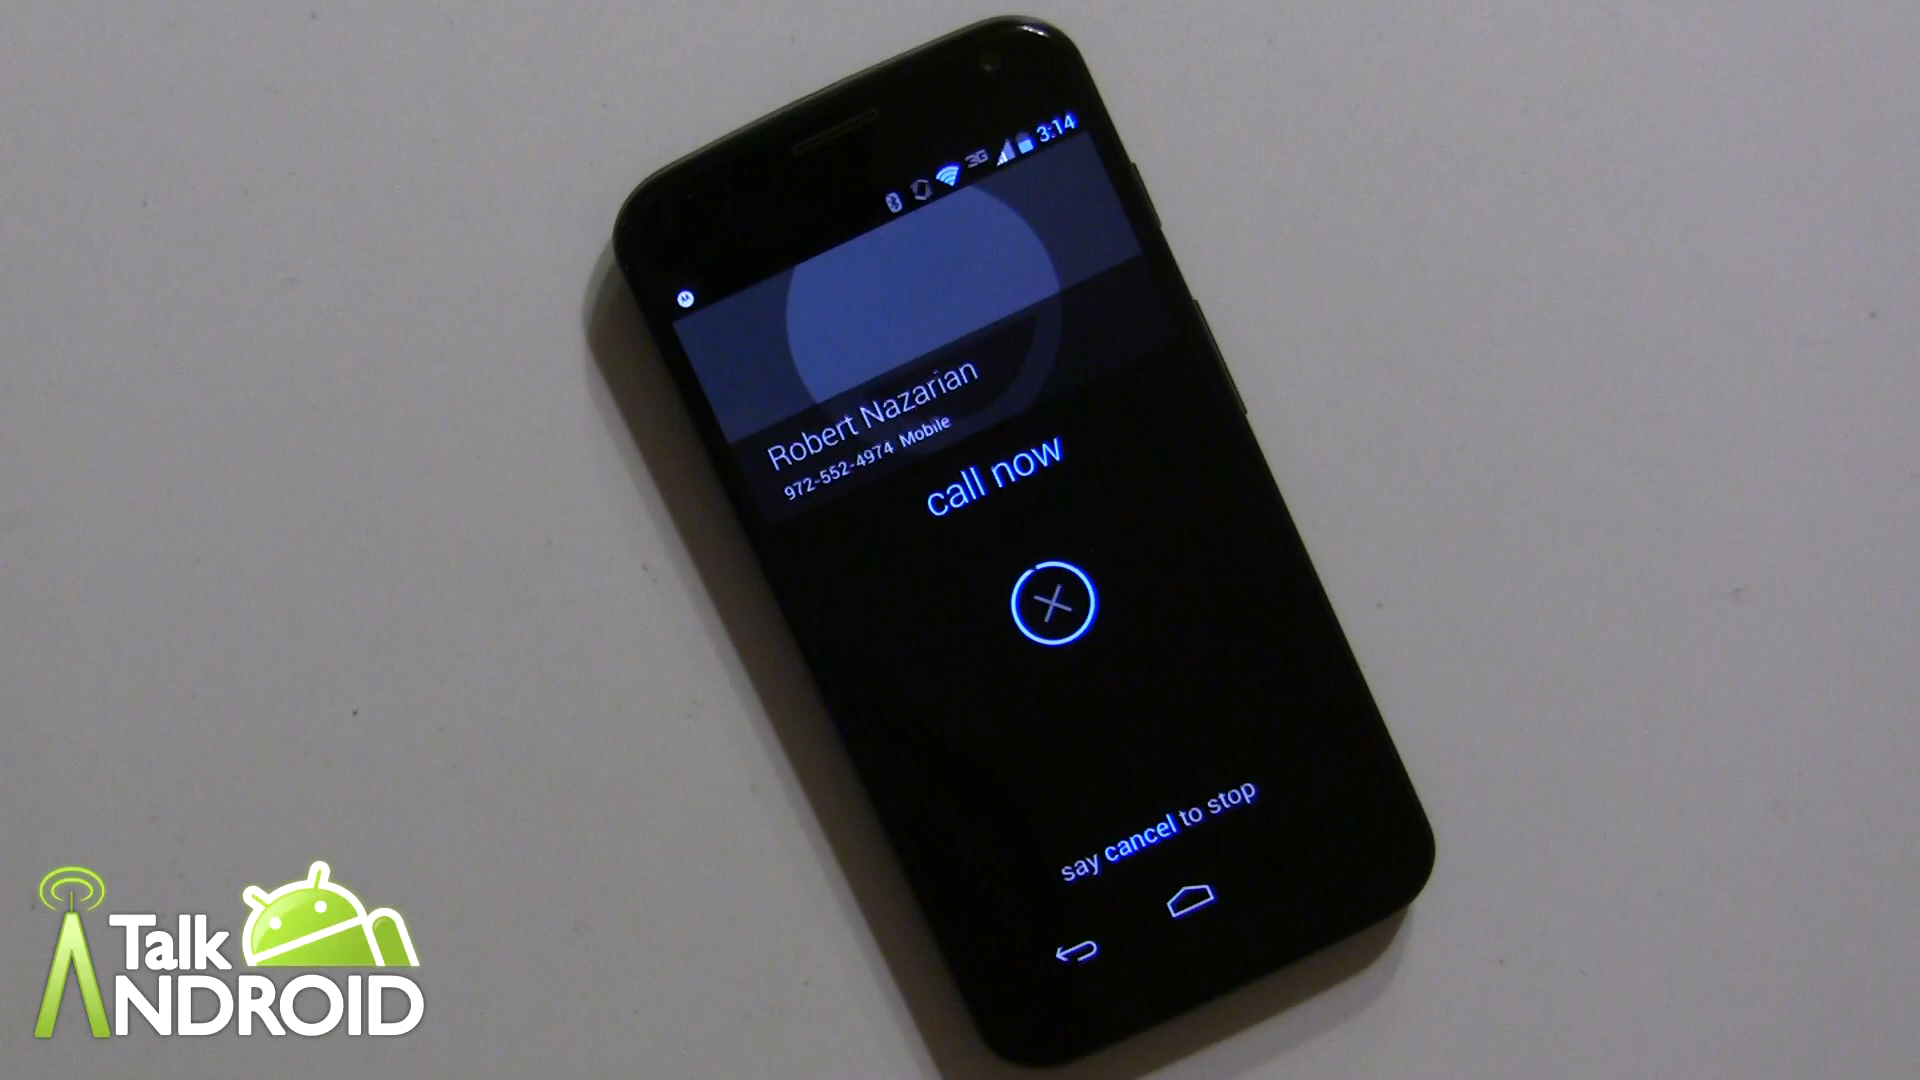 3G 3:14
Robert Nazarian
972-552-4974 Mobile
call now
say cancel to stop
Talk
ANDROID